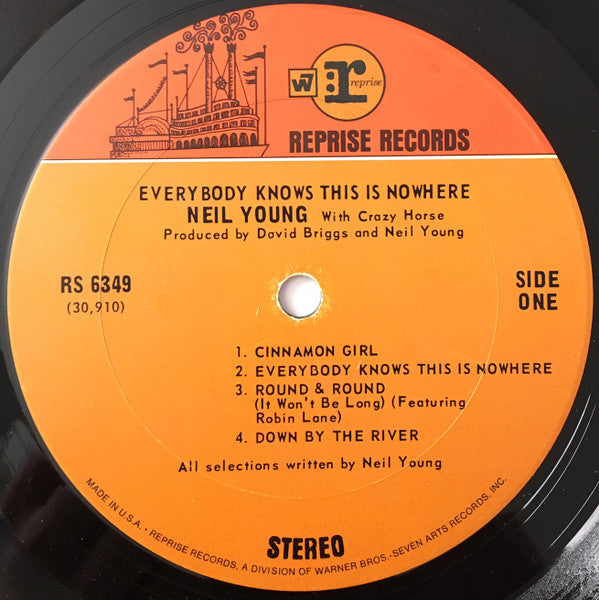 W7
r
reprise
REPRISE RECORDS
EVERYBODY KNOWS THIS IS NOWHERE
NEIL YOUNG With Crazy Horse
Produced by David Briggs and Neil Young
RS 6349
(30,910)
SIDE
ONE
1. CINNAMON GIRL
2. EVERYBODY KNOWS THIS IS NOWHERE
3. ROUND & ROUND
(It Won't Be Long) (Featuring
Robin Lane)
4. DOWN BY THE RIVER
All selections written by Neil Young
STEREO
MADE IN U.S.A. • REPRISE RECORDS, A DIVISION OF WARNER BROS.-SEVEN ARTS RECORDS, INC.